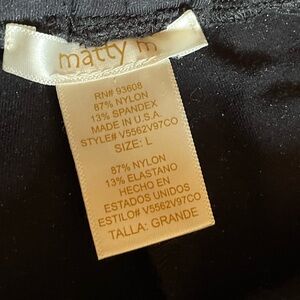 matty m
RN# 93608
87% NYLON
13% SPANDEX
MADE IN U.S.A.
STYLE# V5562V97CO
SIZE: L
87% NYLON
13% ELASTANO
HECHO EN
ESTADOS UNIDOS
ESTILO# V5562V97CO
TALLA: GRANDE